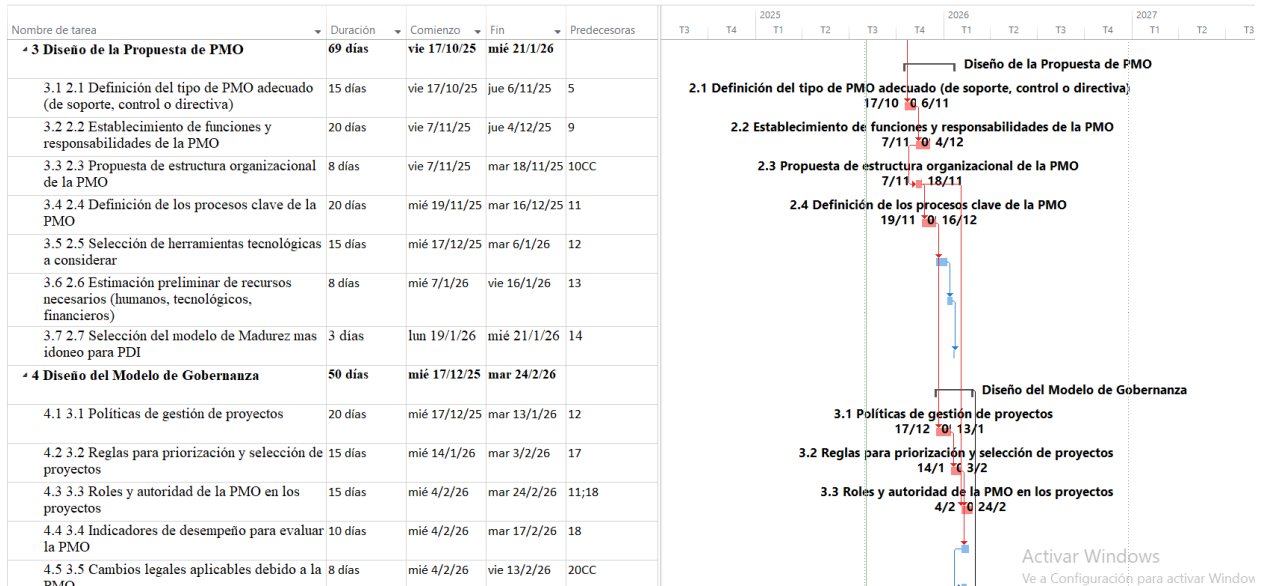 2025 2026 2027
Nombre de tarea Duración Comienzo Fin Predecesoras T3 T4 T1 T2 T3 T4 T1 T2 T3 T4 T1 T2 T3
3 Diseño de la Propuesta de PMO 69 días vie 17/10/25 mié 21/1/26
Diseño de la Propuesta de PMO
3.1 2.1 Definición del tipo de PMO adecuado 15 días vie 17/10/25 jue 6/11/25 5
(de soporte, control o directiva)
2.1 Definición del tipo de PMO adecuado (de soporte, control o directiva)
17/10 0 6/11
3.2 2.2 Establecimiento de funciones y 20 días vie 7/11/25 jue 4/12/25 9
responsabilidades de la PMO
2.2 Establecimiento de funciones y responsabilidades de la PMO
7/11 0 4/12
3.3 2.3 Propuesta de estructura organizacional 8 días vie 7/11/25 mar 18/11/25 10CC
de la PMO
2.3 Propuesta de estructura organizacional de la PMO
7/11 18/11
3.4 2.4 Definición de los procesos clave de la 20 días mié 19/11/25 mar 16/12/25 11
PMO
2.4 Definición de los procesos clave de la PMO
19/11 0 16/12
3.5 2.5 Selección de herramientas tecnológicas 15 días mié 17/12/25 mar 6/1/26 12
a considerar
3.6 2.6 Estimación preliminar de recursos 8 días mié 7/1/26 vie 16/1/26 13
necesarios (humanos, tecnológicos,
financieros)
3.7 2.7 Selección del modelo de Madurez mas 3 días lun 19/1/26 mié 21/1/26 14
idoneo para PDI
4 Diseño del Modelo de Gobernanza 50 días mié 17/12/25 mar 24/2/26
Diseño del Modelo de Gobernanza
4.1 3.1 Políticas de gestión de proyectos 20 días mié 17/12/25 mar 13/1/26 12
3.1 Políticas de gestión de proyectos
17/12 0 13/1
4.2 3.2 Reglas para priorización y selección de 15 días mié 14/1/26 mar 3/2/26 17
proyectos
3.2 Reglas para priorización y selección de proyectos
14/1 0 3/2
4.3 3.3 Roles y autoridad de la PMO en los 15 días mié 4/2/26 mar 24/2/26 11;18
proyectos
3.3 Roles y autoridad de la PMO en los proyectos
4/2 0 24/2
4.4 3.4 Indicadores de desempeño para evaluar 10 días mié 4/2/26 mar 17/2/26 18
la PMO
4.5 3.5 Cambios legales aplicables debido a la 8 días mié 4/2/26 vie 13/2/26 20CC
PMO
Activar Windows
Ve a Configuración para activar Window